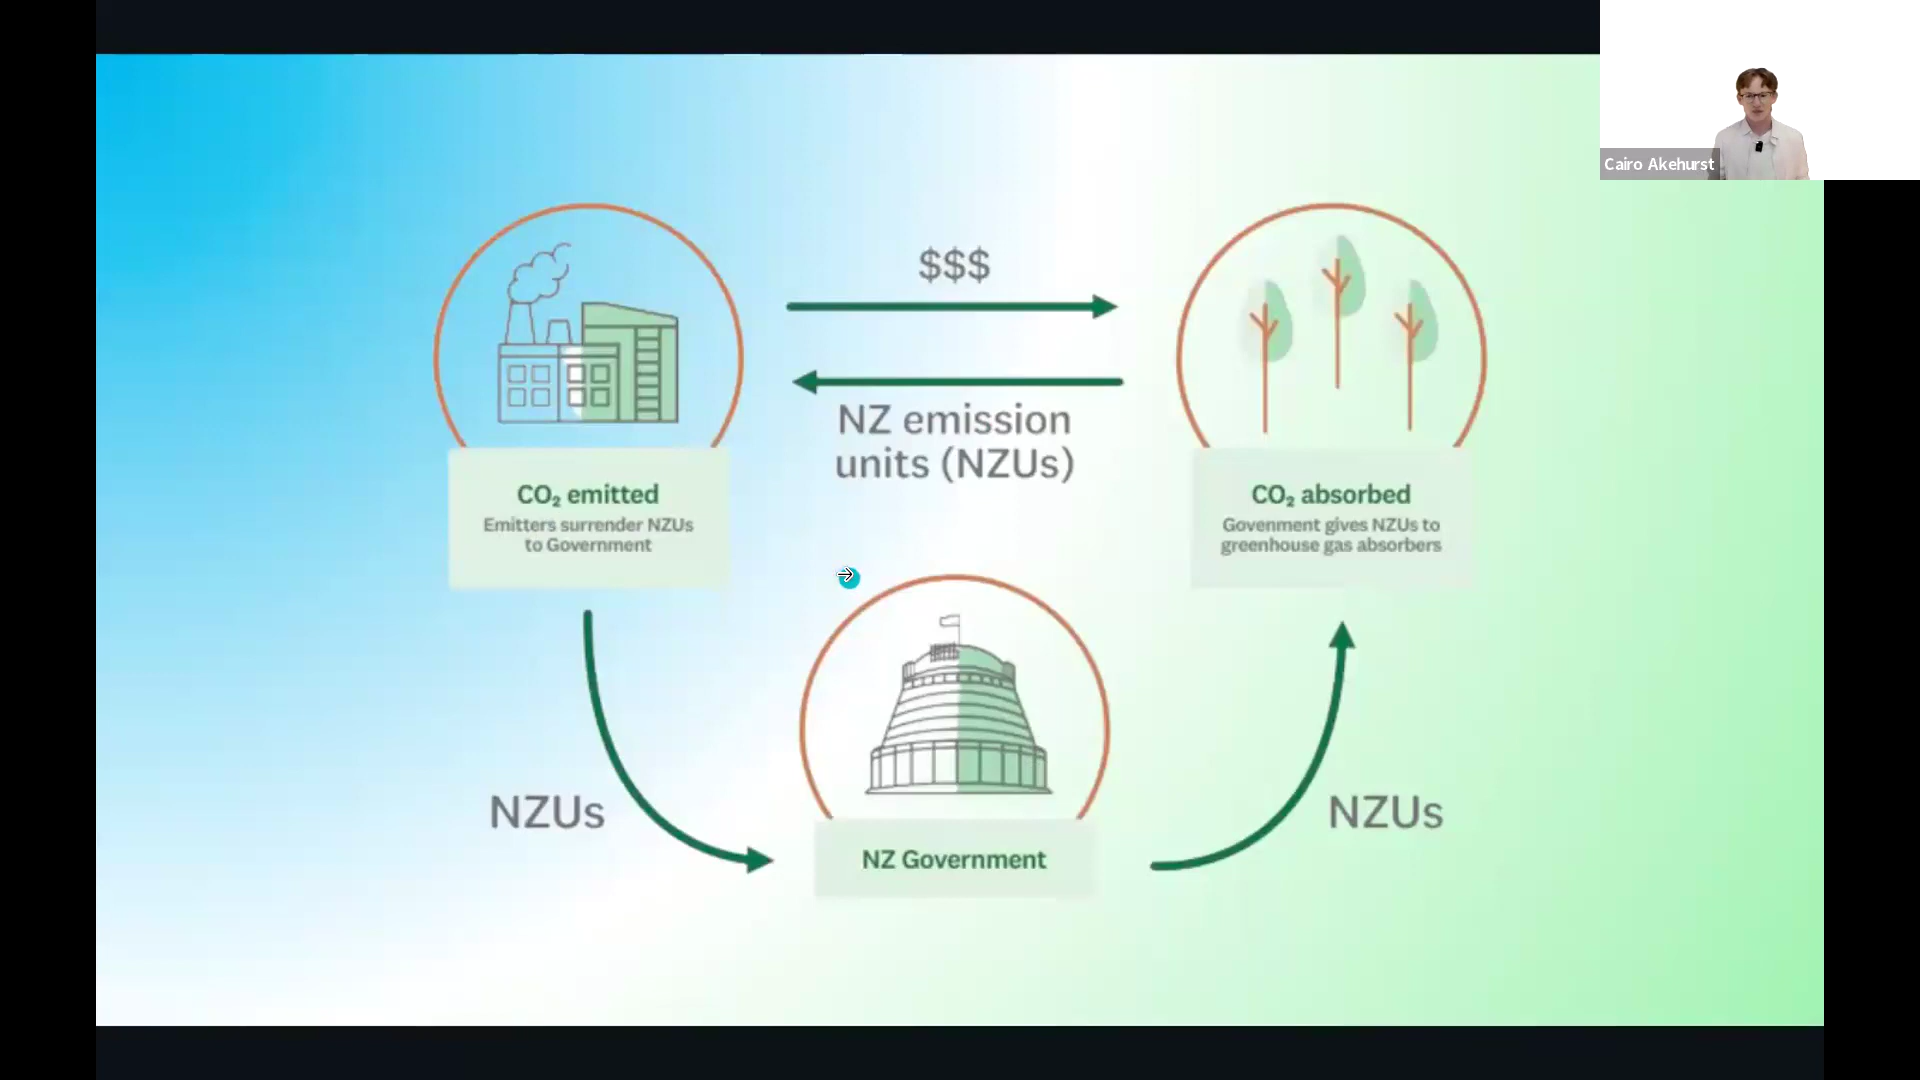 Cairo Akehurst
$$$
NZ emission
units (NZUs)
CO₂ emitted
Emitters surrender NZUs
to Government
CO₂ absorbed
Govenment gives NZUs to
greenhouse gas absorbers
NZUs
NZUs
NZ Government